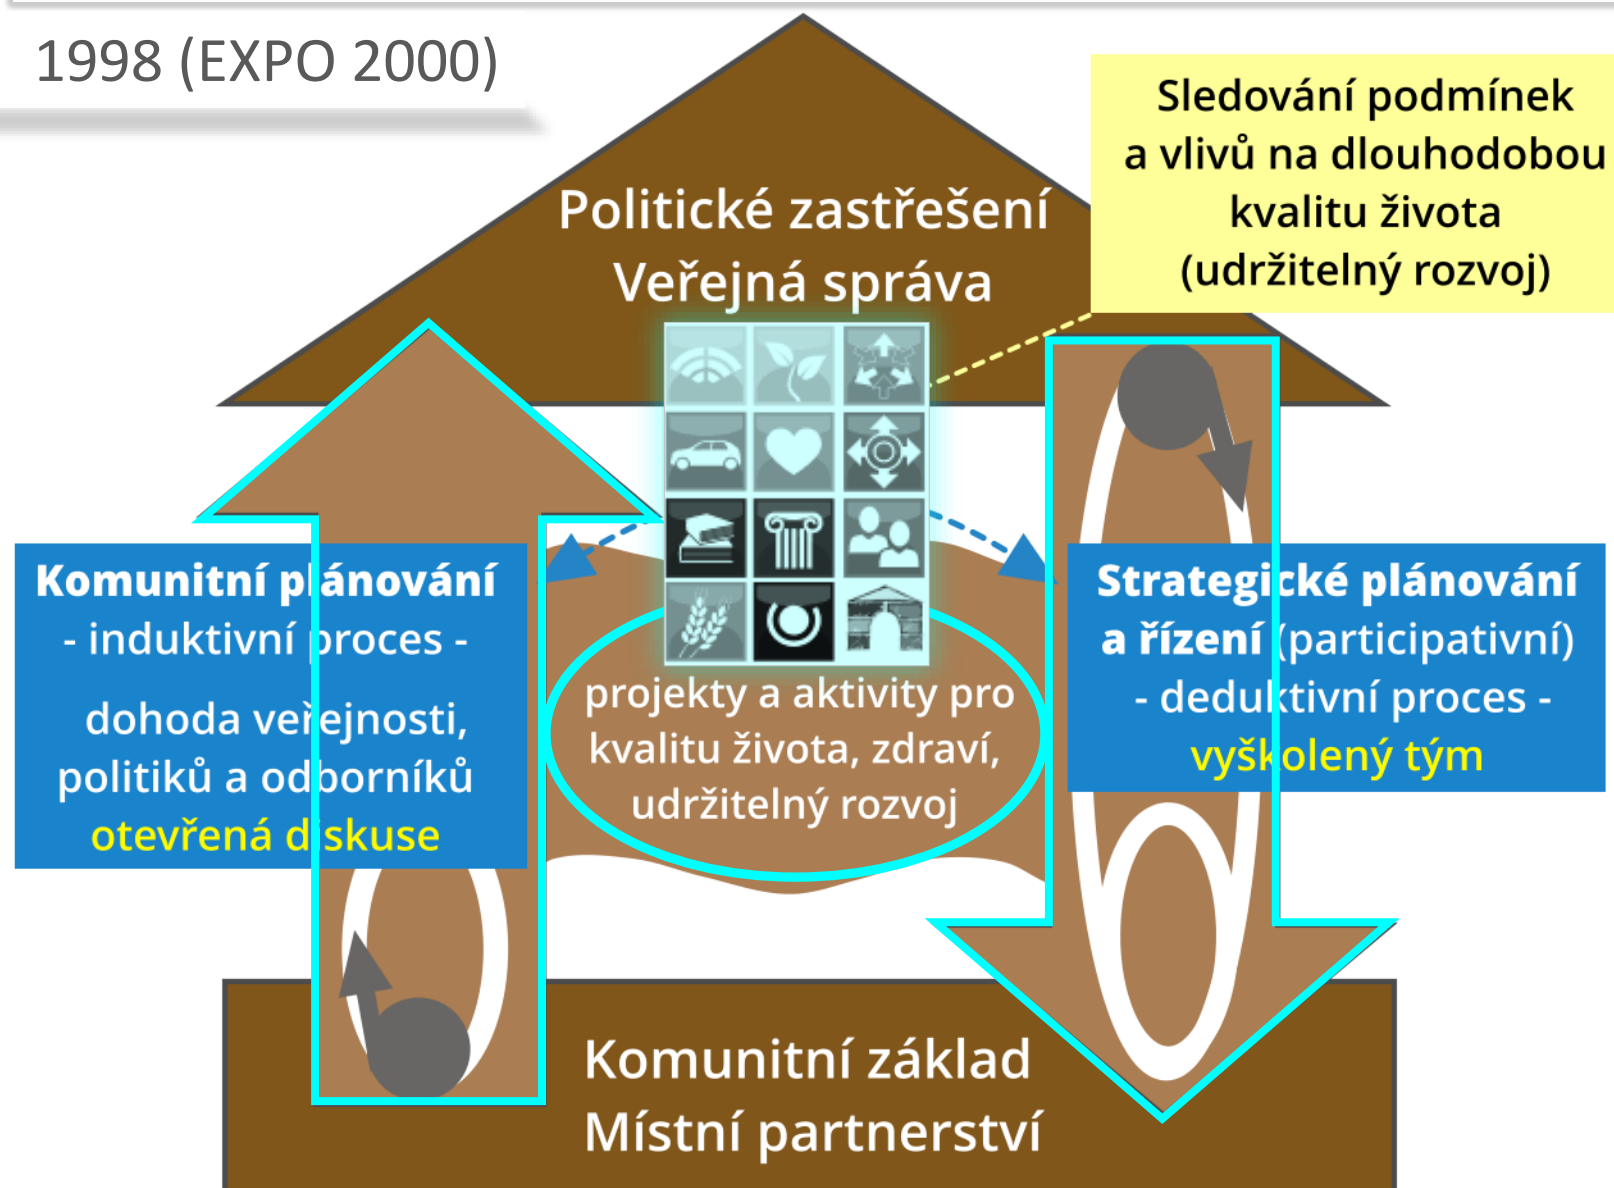 1998 (EXPO 2000)
Sledování podmínek
a vlivů na dlouhodobou
kvalitu života
(udržitelný rozvoj)
Politické zastřešení
Veřejná správa
Komunitní plánování
- induktivní proces -
dohoda veřejnosti,
politiků a odborníků
otevřená diskuse
projekty a aktivity pro
kvalitu života, zdraví,
udržitelný rozvoj
Strategické plánování
a řízení (participativní)
- deduktivní proces -
vyškolený tým
Komunitní základ
Místní partnerství